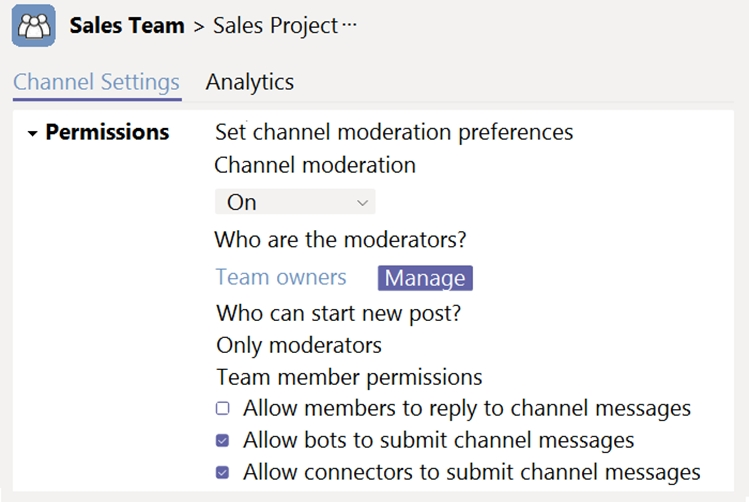 Sales Team > Sales Project ...
Channel Settings Analytics
Permissions Set channel moderation preferences
Channel moderation
On
Who are the moderators?
Team owners Manage
Who can start new post?
Only moderators
Team member permissions
Allow members to reply to channel messages
Allow bots to submit channel messages
Allow connectors to submit channel messages